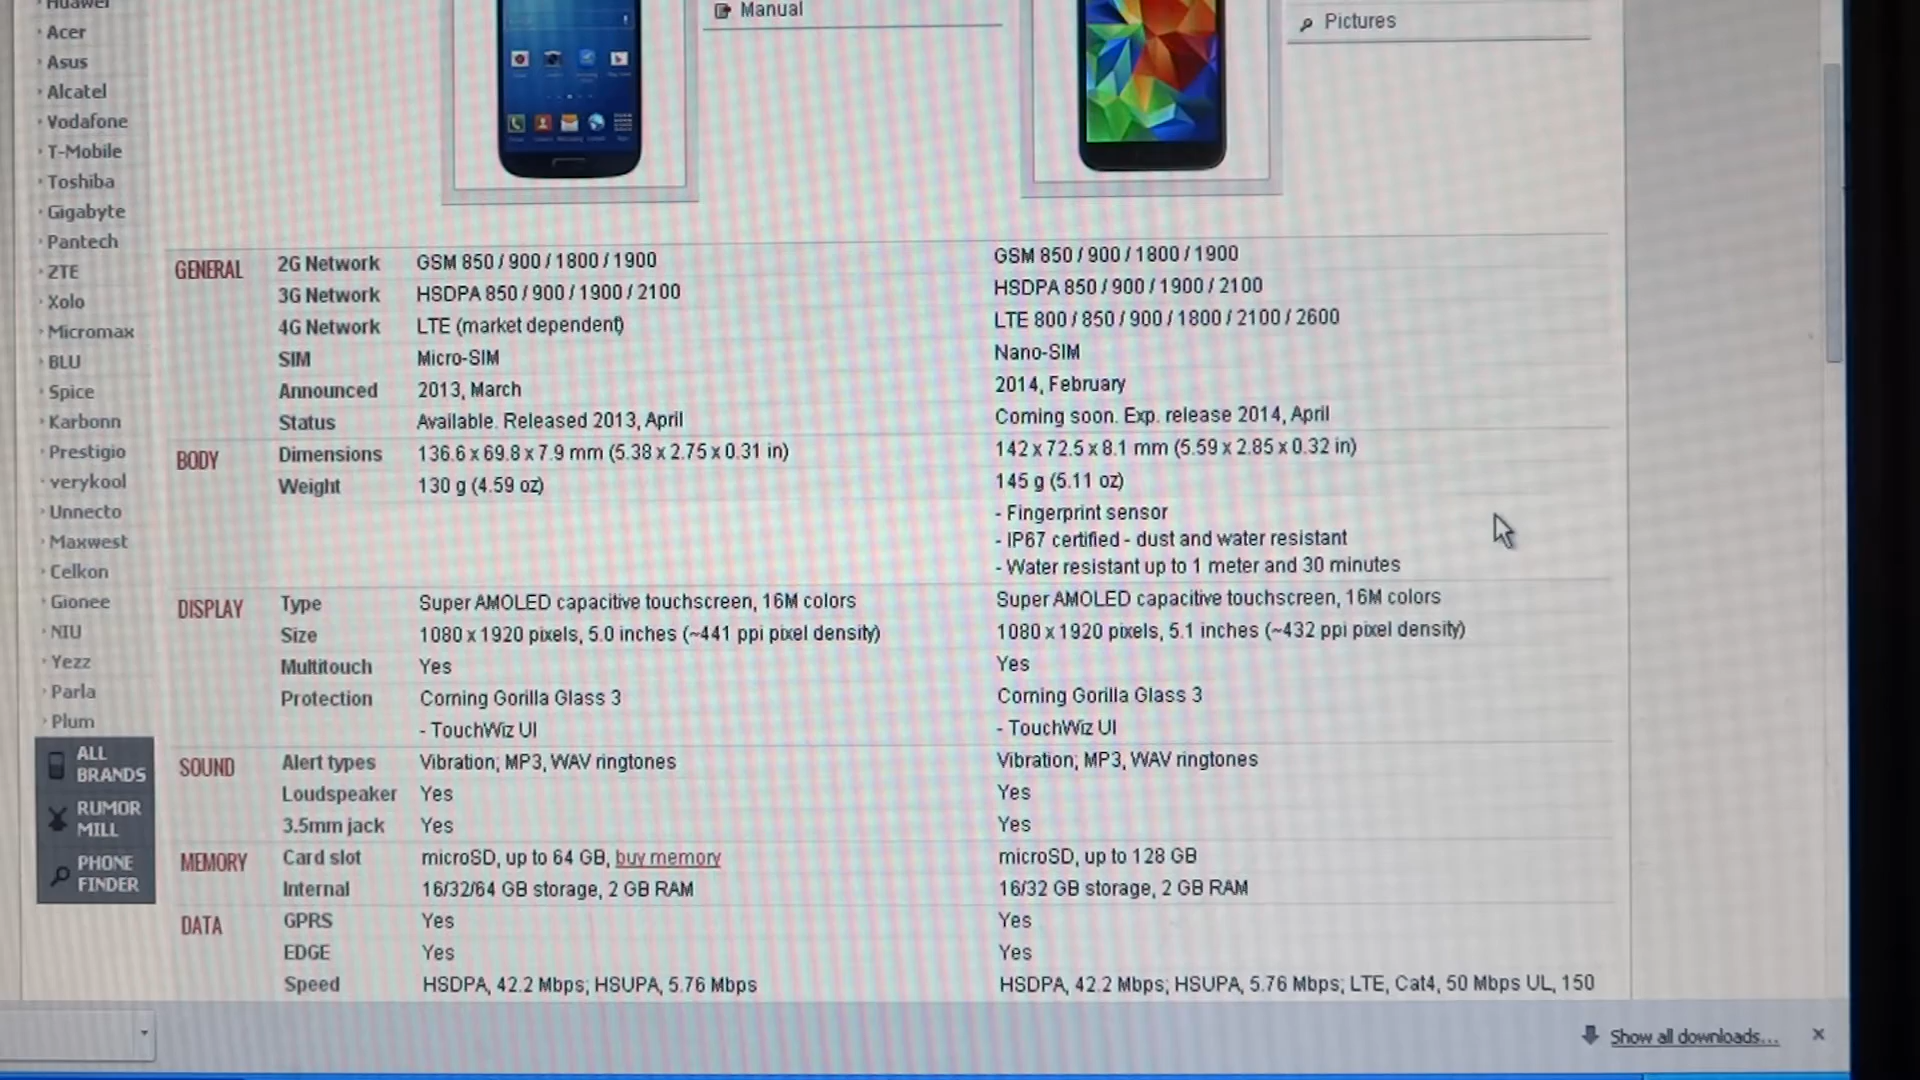 Huawei
Acer
Asus
Alcatel
Vodafone
T-Mobile
Toshiba
Gigabyte
Pantech
ZTE
Xolo
Micromax
BLU
Spice
Karbonn
Prestigio
verykool
Unnecto
Maxwest
Celkon
Gionee
NIU
Yezz
Parla
Plum
ALL BRANDS
RUMOR MILL
PHONE FINDER
Manual
Pictures
GENERAL 2G Network GSM 850 / 900 / 1800 / 1900 GSM 850 / 900 / 1800 / 1900
3G Network HSDPA 850 / 900 / 1900 / 2100 HSDPA 850 / 900 / 1900 / 2100
4G Network LTE (market dependent) LTE 800 / 850 / 900 / 1800 / 2100 / 2600
SIM Micro-SIM Nano-SIM
Announced 2013, March 2014, February
Status Available. Released 2013, April Coming soon. Exp. release 2014, April
BODY Dimensions 136.6 x 69.8 x 7.9 mm (5.38 x 2.75 x 0.31 in) 142 x 72.5 x 8.1 mm (5.59 x 2.85 x 0.32 in)
Weight 130 g (4.59 oz) 145 g (5.11 oz)
- Fingerprint sensor
- IP67 certified - dust and water resistant
- Water resistant up to 1 meter and 30 minutes
DISPLAY Type Super AMOLED capacitive touchscreen, 16M colors Super AMOLED capacitive touchscreen, 16M colors
Size 1080 x 1920 pixels, 5.0 inches (~441 ppi pixel density) 1080 x 1920 pixels, 5.1 inches (~432 ppi pixel density)
Multitouch Yes Yes
Protection Corning Gorilla Glass 3 Corning Gorilla Glass 3
- TouchWiz UI - TouchWiz UI
SOUND Alert types Vibration; MP3, WAV ringtones Vibration; MP3, WAV ringtones
Loudspeaker Yes Yes
3.5mm jack Yes Yes
MEMORY Card slot microSD, up to 64 GB, buy memory microSD, up to 128 GB
Internal 16/32/64 GB storage, 2 GB RAM 16/32 GB storage, 2 GB RAM
DATA GPRS Yes Yes
EDGE Yes Yes
Speed HSDPA, 42.2 Mbps; HSUPA, 5.76 Mbps HSDPA, 42.2 Mbps; HSUPA, 5.76 Mbps; LTE, Cat4, 50 Mbps UL, 150
Show all downloads...